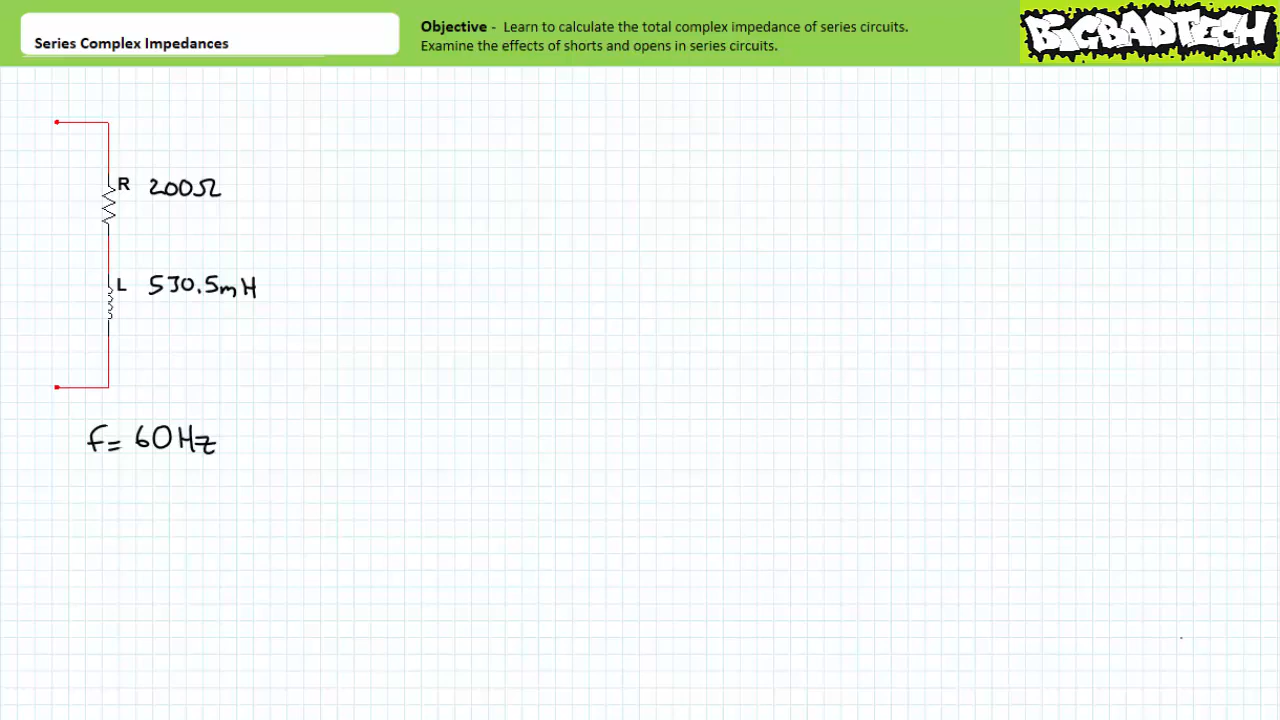 Series Complex Impedances
Objective - Learn to calculate the total complex impedance of series circuits.
Examine the effects of shorts and opens in series circuits.
BIGBADTECH
R 200Ω
L 530.5mH
f= 60Hz